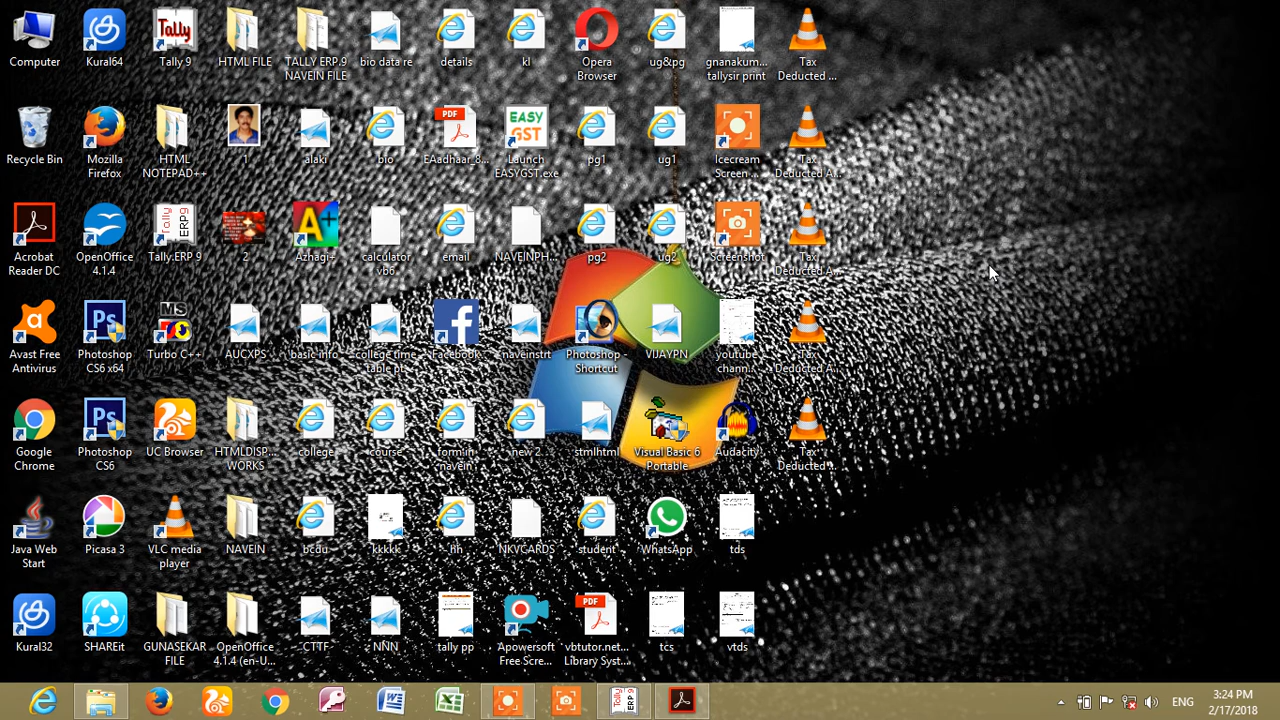 Computer
Kural64
Tally 9
HTML FILE
TALLY ERP.9
NAVEIN FILE
bio data re
details
kl
Opera
Browser
ug&pg
gnanakum...
tallysir print
Tax
Deducted ...
Recycle Bin
Mozilla
Firefox
HTML
NOTEPAD++
1
alaki
bio
EAadhaar_8...
Launch
EASYGST.exe
pg1
ug1
Icecream
Screen ...
Tax
Deducted A...
Acrobat
Reader DC
OpenOffice
4.1.4
Tally.ERP 9
2
Azhagi+
calculator
vb6
email
NAVEINPH...
pg2
ug2
Screenshot
Tax
Deducted A...
Avast Free
Antivirus
Photoshop
CS6 x64
Turbo C++
AUCXPS
basic info
college time
table pt
Facebook
naveinstrt
Photoshop -
Shortcut
VIJAYPN
youtube
chann...
Tax
Deducted A...
Google
Chrome
Photoshop
CS6
UC Browser
HTMLDISP...
WORKS
college
course
form in
navein
new 2
stmlhtml
Visual Basic 6
Portable
Audacity
Tax
Deducted ...
Java Web
Start
Picasa 3
VLC media
player
NAVEIN
bcdu
kkkkk
lin
NKVCARDS
student
WhatsApp
tds
Kural32
SHAREit
GUNASEKAR
FILE
OpenOffice
4.1.4 (en-U...
CTTF
NNN
tally pp
Apowersoft
Free Scre...
vbtutor.net...
Library Syst...
tcs
vtds
ENG
3:24 PM
2/17/2018